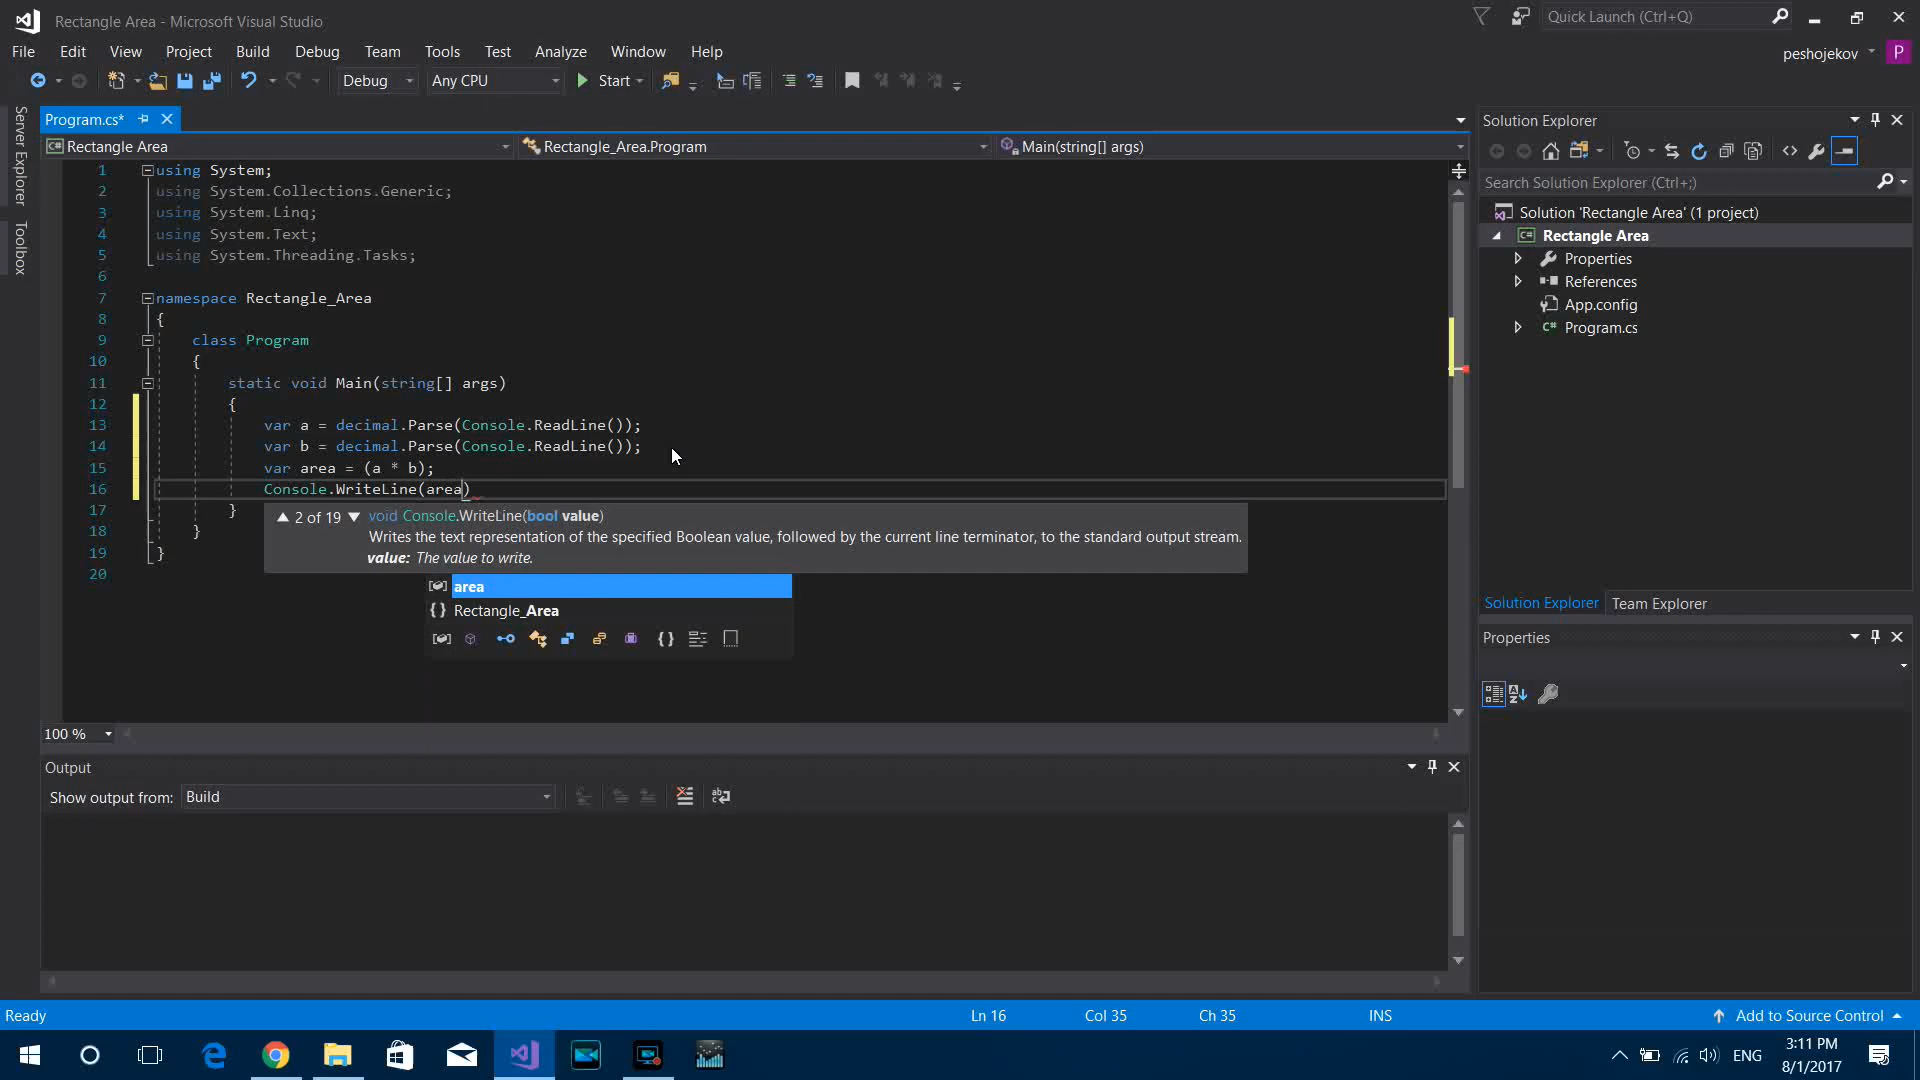 Rectangle Area - Microsoft Visual Studio
Quick Launch (Ctrl+Q)
File Edit View Project Build Debug Team Tools Test Analyze Window Help
peshojekov
P
Debug
Any CPU
Start
Server Explorer
Toolbox
Program.cs*
Rectangle Area
Rectangle_Area.Program
Main(string[] args)
1 using System;
2 using System.Collections.Generic;
3 using System.Linq;
4 using System.Text;
5 using System.Threading.Tasks;
6
7 namespace Rectangle_Area
8 {
9 class Program
10 {
11 static void Main(string[] args)
12 {
13 var a = decimal.Parse(Console.ReadLine());
14 var b = decimal.Parse(Console.ReadLine());
15 var area = (a * b);
16 Console.WriteLine(area)
17 }
18 }
19 }
20
2 of 19 void Console.WriteLine(bool value)
Writes the text representation of the specified Boolean value, followed by the current line terminator, to the standard output stream.
value: The value to write.
area
{} Rectangle_Area
{}
100 %
Output
Show output from: Build
Solution Explorer
Search Solution Explorer (Ctrl+;)
Solution 'Rectangle Area' (1 project)
C# Rectangle Area
Properties
References
App.config
C# Program.cs
Solution Explorer Team Explorer
Properties
Ready
Ln 16
Col 35
Ch 35
INS
Add to Source Control
ENG
3:11 PM
8/1/2017